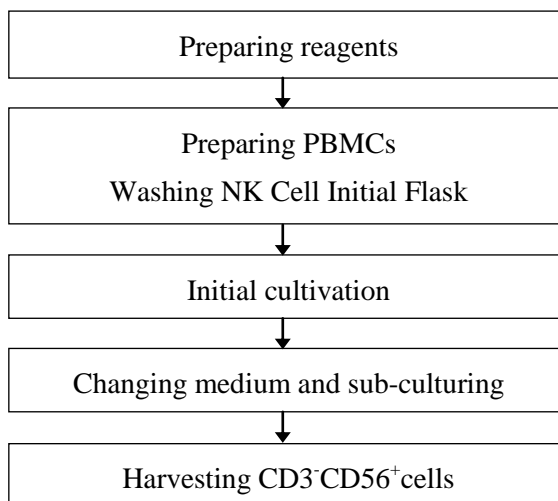 Preparing reagents
Preparing PBMCs
Washing NK Cell Initial Flask
Initial cultivation
Changing medium and sub-culturing
Harvesting CD3⁻CD56⁺cells